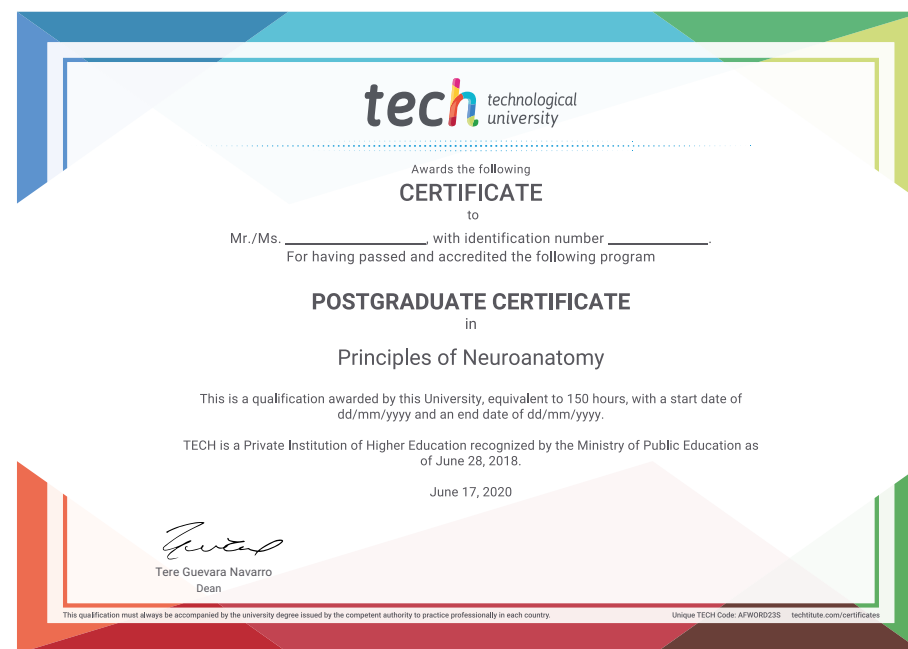 tech technological
university
Awards the following
CERTIFICATE
to
Mr./Ms. ____________________, with identification number ______________.
For having passed and accredited the following program
POSTGRADUATE CERTIFICATE
in
Principles of Neuroanatomy
This is a qualification awarded by this University, equivalent to 150 hours, with a start date of
dd/mm/yyyy and an end date of dd/mm/yyyy.
TECH is a Private Institution of Higher Education recognized by the Ministry of Public Education as
of June 28, 2018.
June 17, 2020
Tere Guevara Navarro
Dean
This qualification must always be accompanied by the university degree issued by the competent authority to practice professionally in each country.
Unique TECH Code: AFWORD23S techtitute.com/certificates